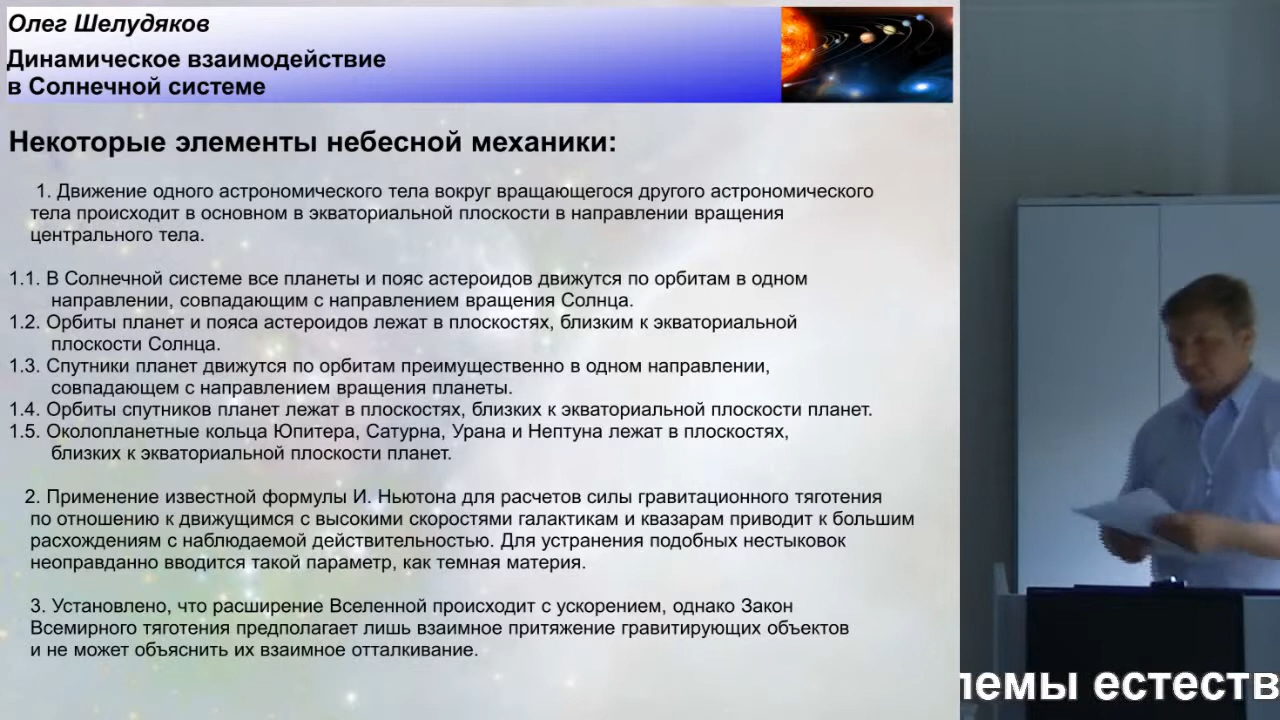 Олег Шелудяков
Динамическое взаимодействие
в Солнечной системе
Некоторые элементы небесной механики:
1. Движение одного астрономического тела вокруг вращающегося другого астрономического
тела происходит в основном в экваториальной плоскости в направлении вращения
центрального тела.
1.1. В Солнечной системе все планеты и пояс астероидов движутся по орбитам в одном
направлении, совпадающим с направлением вращения Солнца.
1.2. Орбиты планет и пояса астероидов лежат в плоскостях, близким к экваториальной
плоскости Солнца.
1.3. Спутники планет движутся по орбитам преимущественно в одном направлении,
совпадающем с направлением вращения планеты.
1.4. Орбиты спутников планет лежат в плоскостях, близких к экваториальной плоскости планет.
1.5. Околопланетные кольца Юпитера, Сатурна, Урана и Нептуна лежат в плоскостях,
близких к экваториальной плоскости планет.
2. Применение известной формулы И. Ньютона для расчетов силы гравитационного тяготения
по отношению к движущимся с высокими скоростями галактикам и квазарам приводит к большим
расхождениям с наблюдаемой действительностью. Для устранения подобных нестыковок
неоправданно вводится такой параметр, как темная материя.
3. Установлено, что расширение Вселенной происходит с ускорением, однако Закон
Всемирного тяготения предполагает лишь взаимное притяжение гравитирующих объектов
и не может объяснить их взаимное отталкивание.
лемы естеств